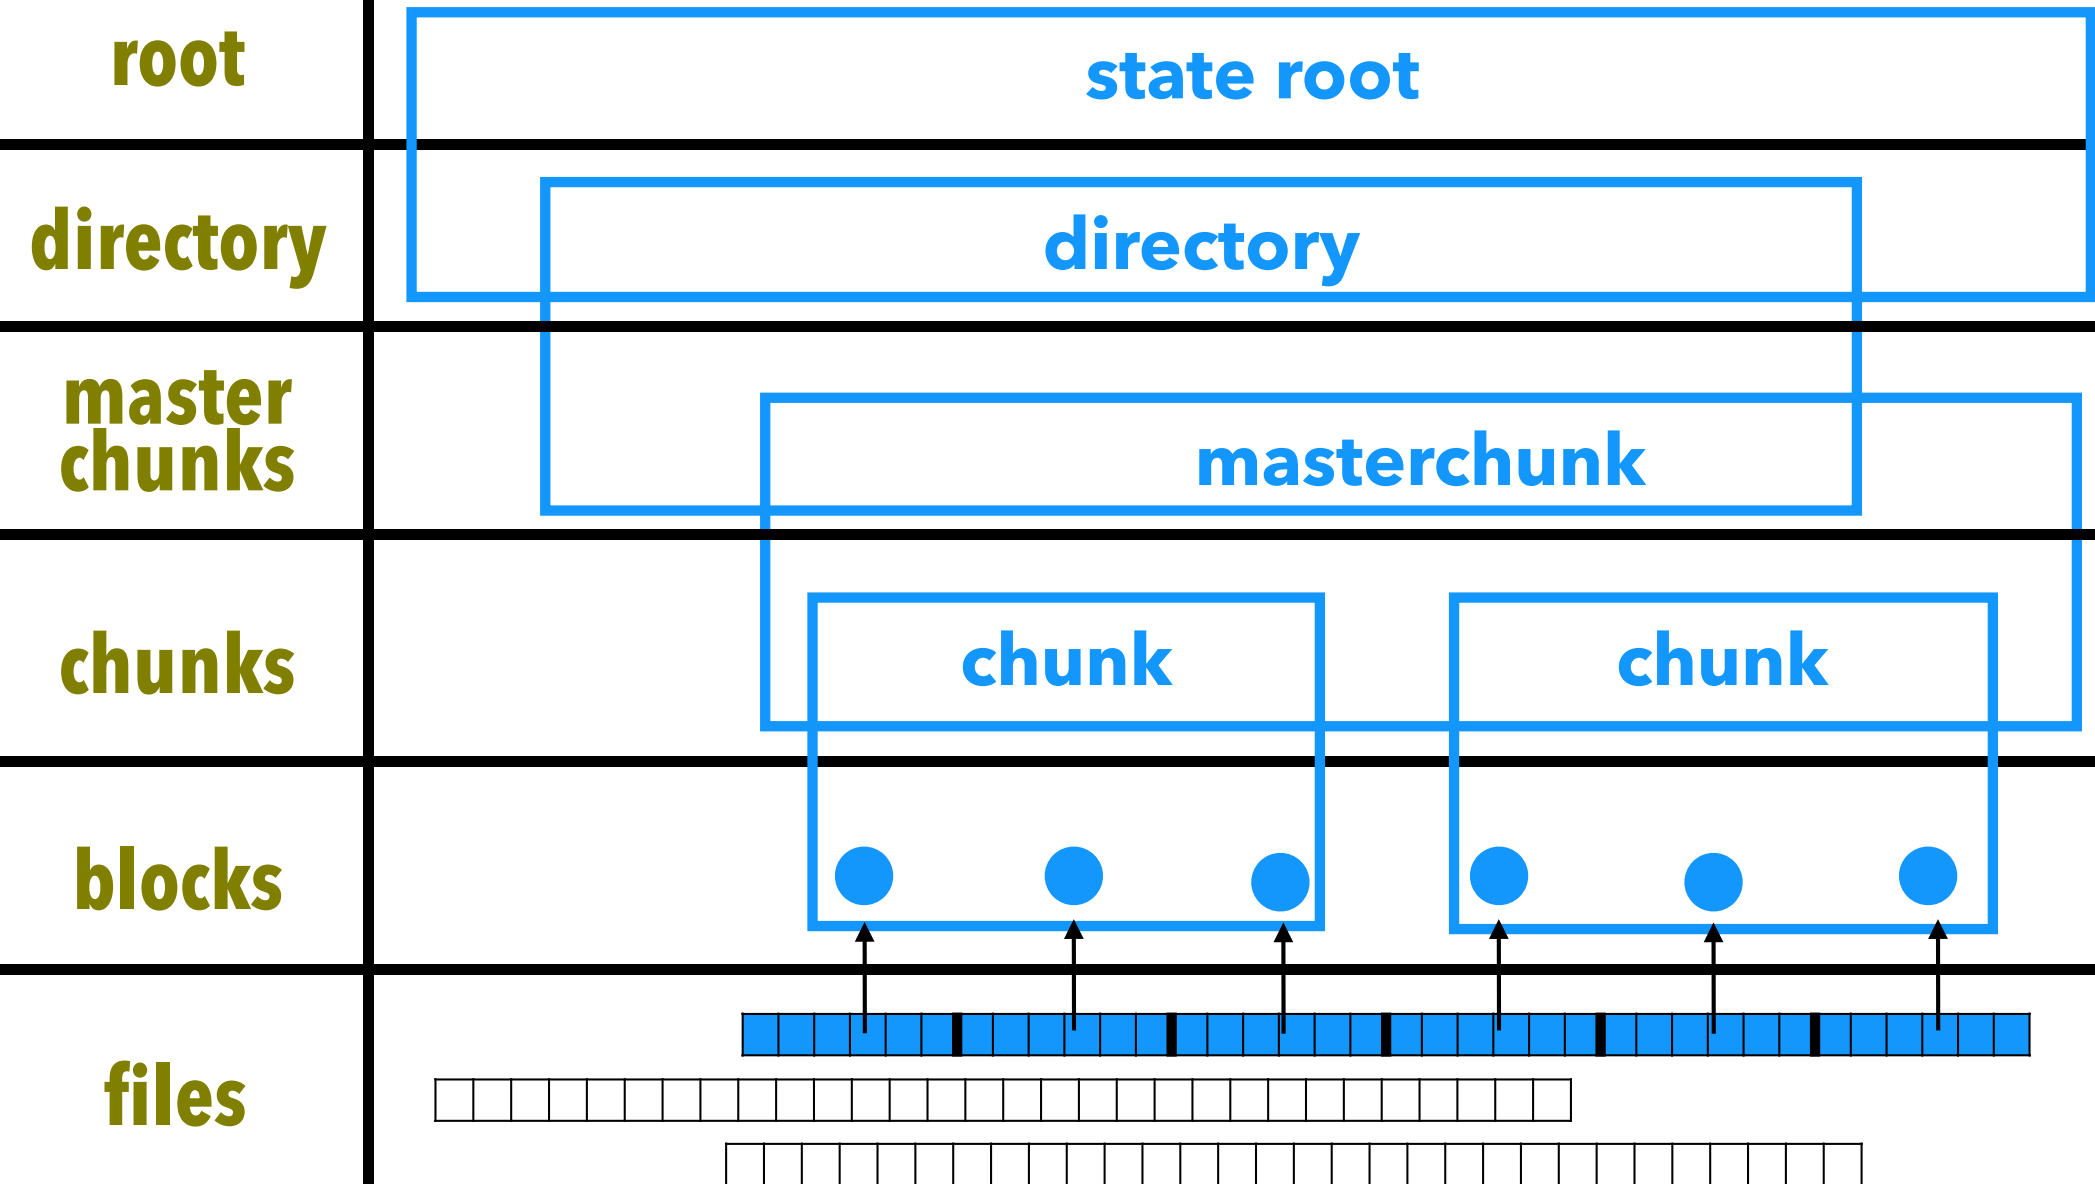 root
state root
directory
directory
master
chunks
masterchunk
chunks
chunk
chunk
blocks
files